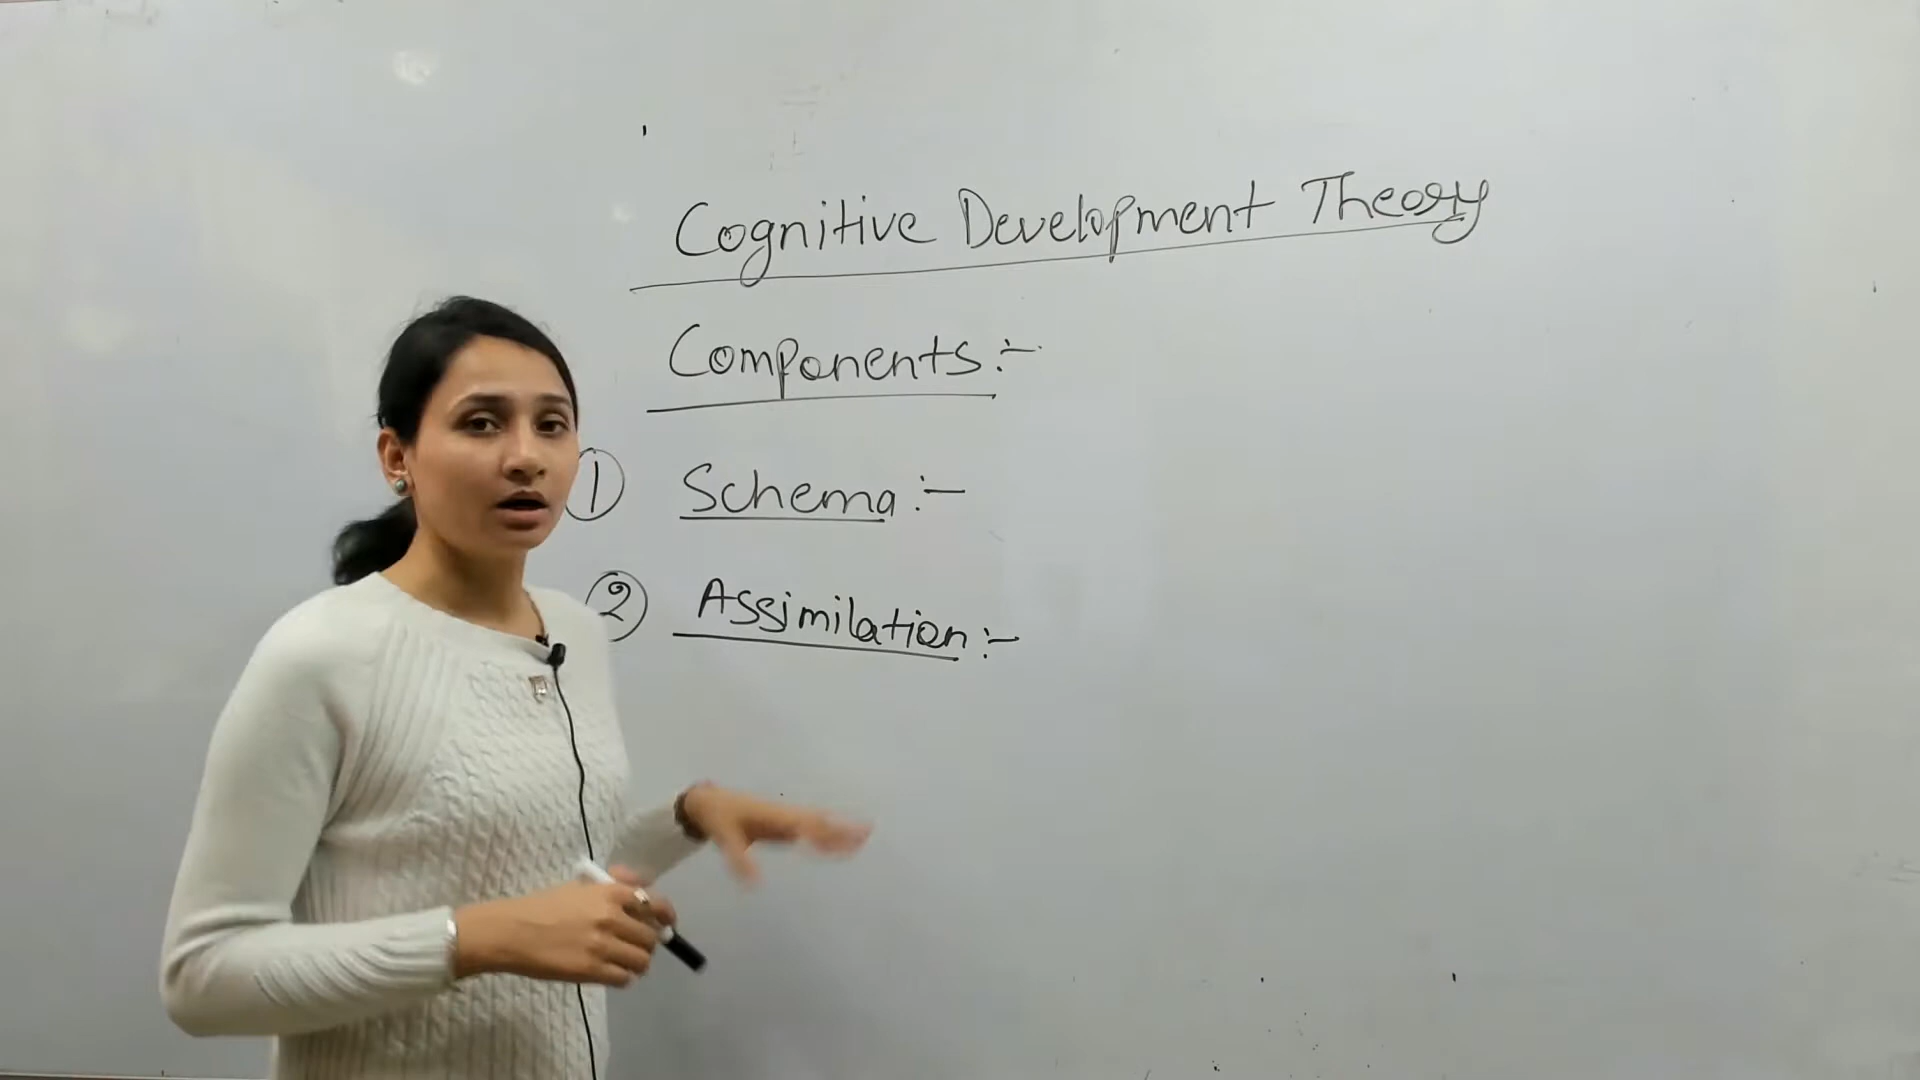 Cognitive Development Theory
Components :-
① Schema :-
② Assimilation :-